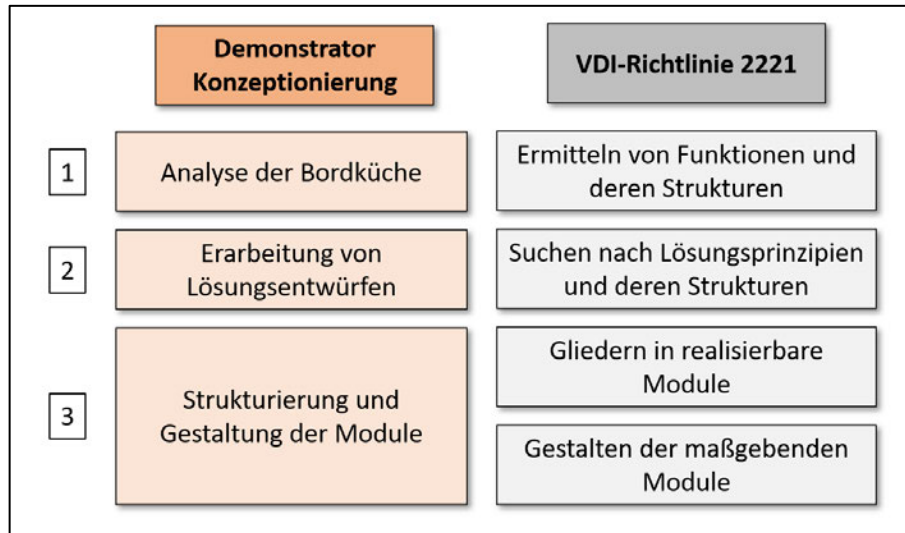 Demonstrator
Konzeptionierung
VDI-Richtlinie 2221
1
Analyse der Bordküche
Ermitteln von Funktionen und
deren Strukturen
2
Erarbeitung von
Lösungsentwürfen
Suchen nach Lösungsprinzipien
und deren Strukturen
3
Strukturierung und
Gestaltung der Module
Gliedern in realisierbare
Module
Gestalten der maßgebenden
Module